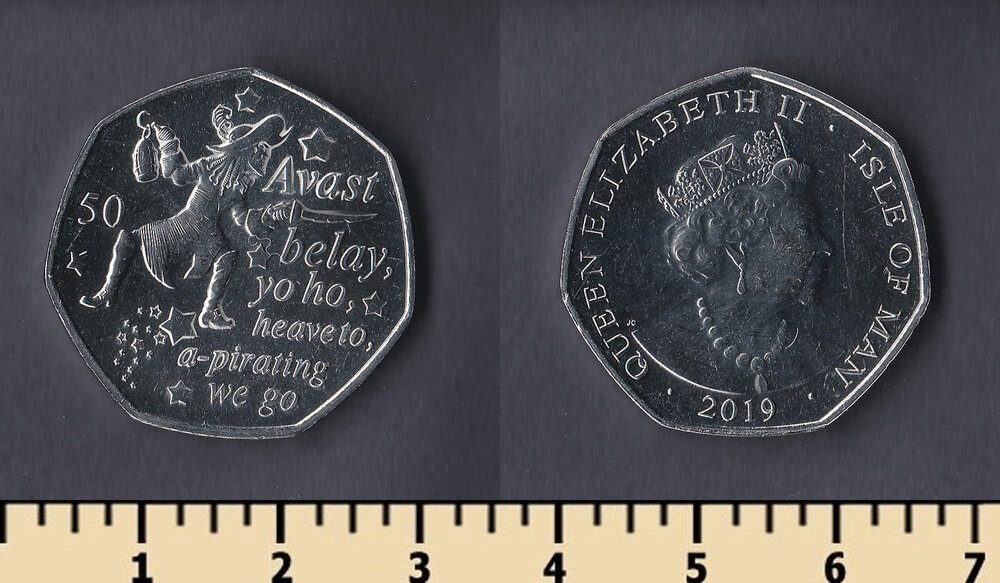 50
Avast
belay,
yo ho,
heave to,
a-pirating
we go
QUEEN ELIZABETH II · ISLE OF MAN ·
2019 ·
JC
1 2 3 4 5 6 7